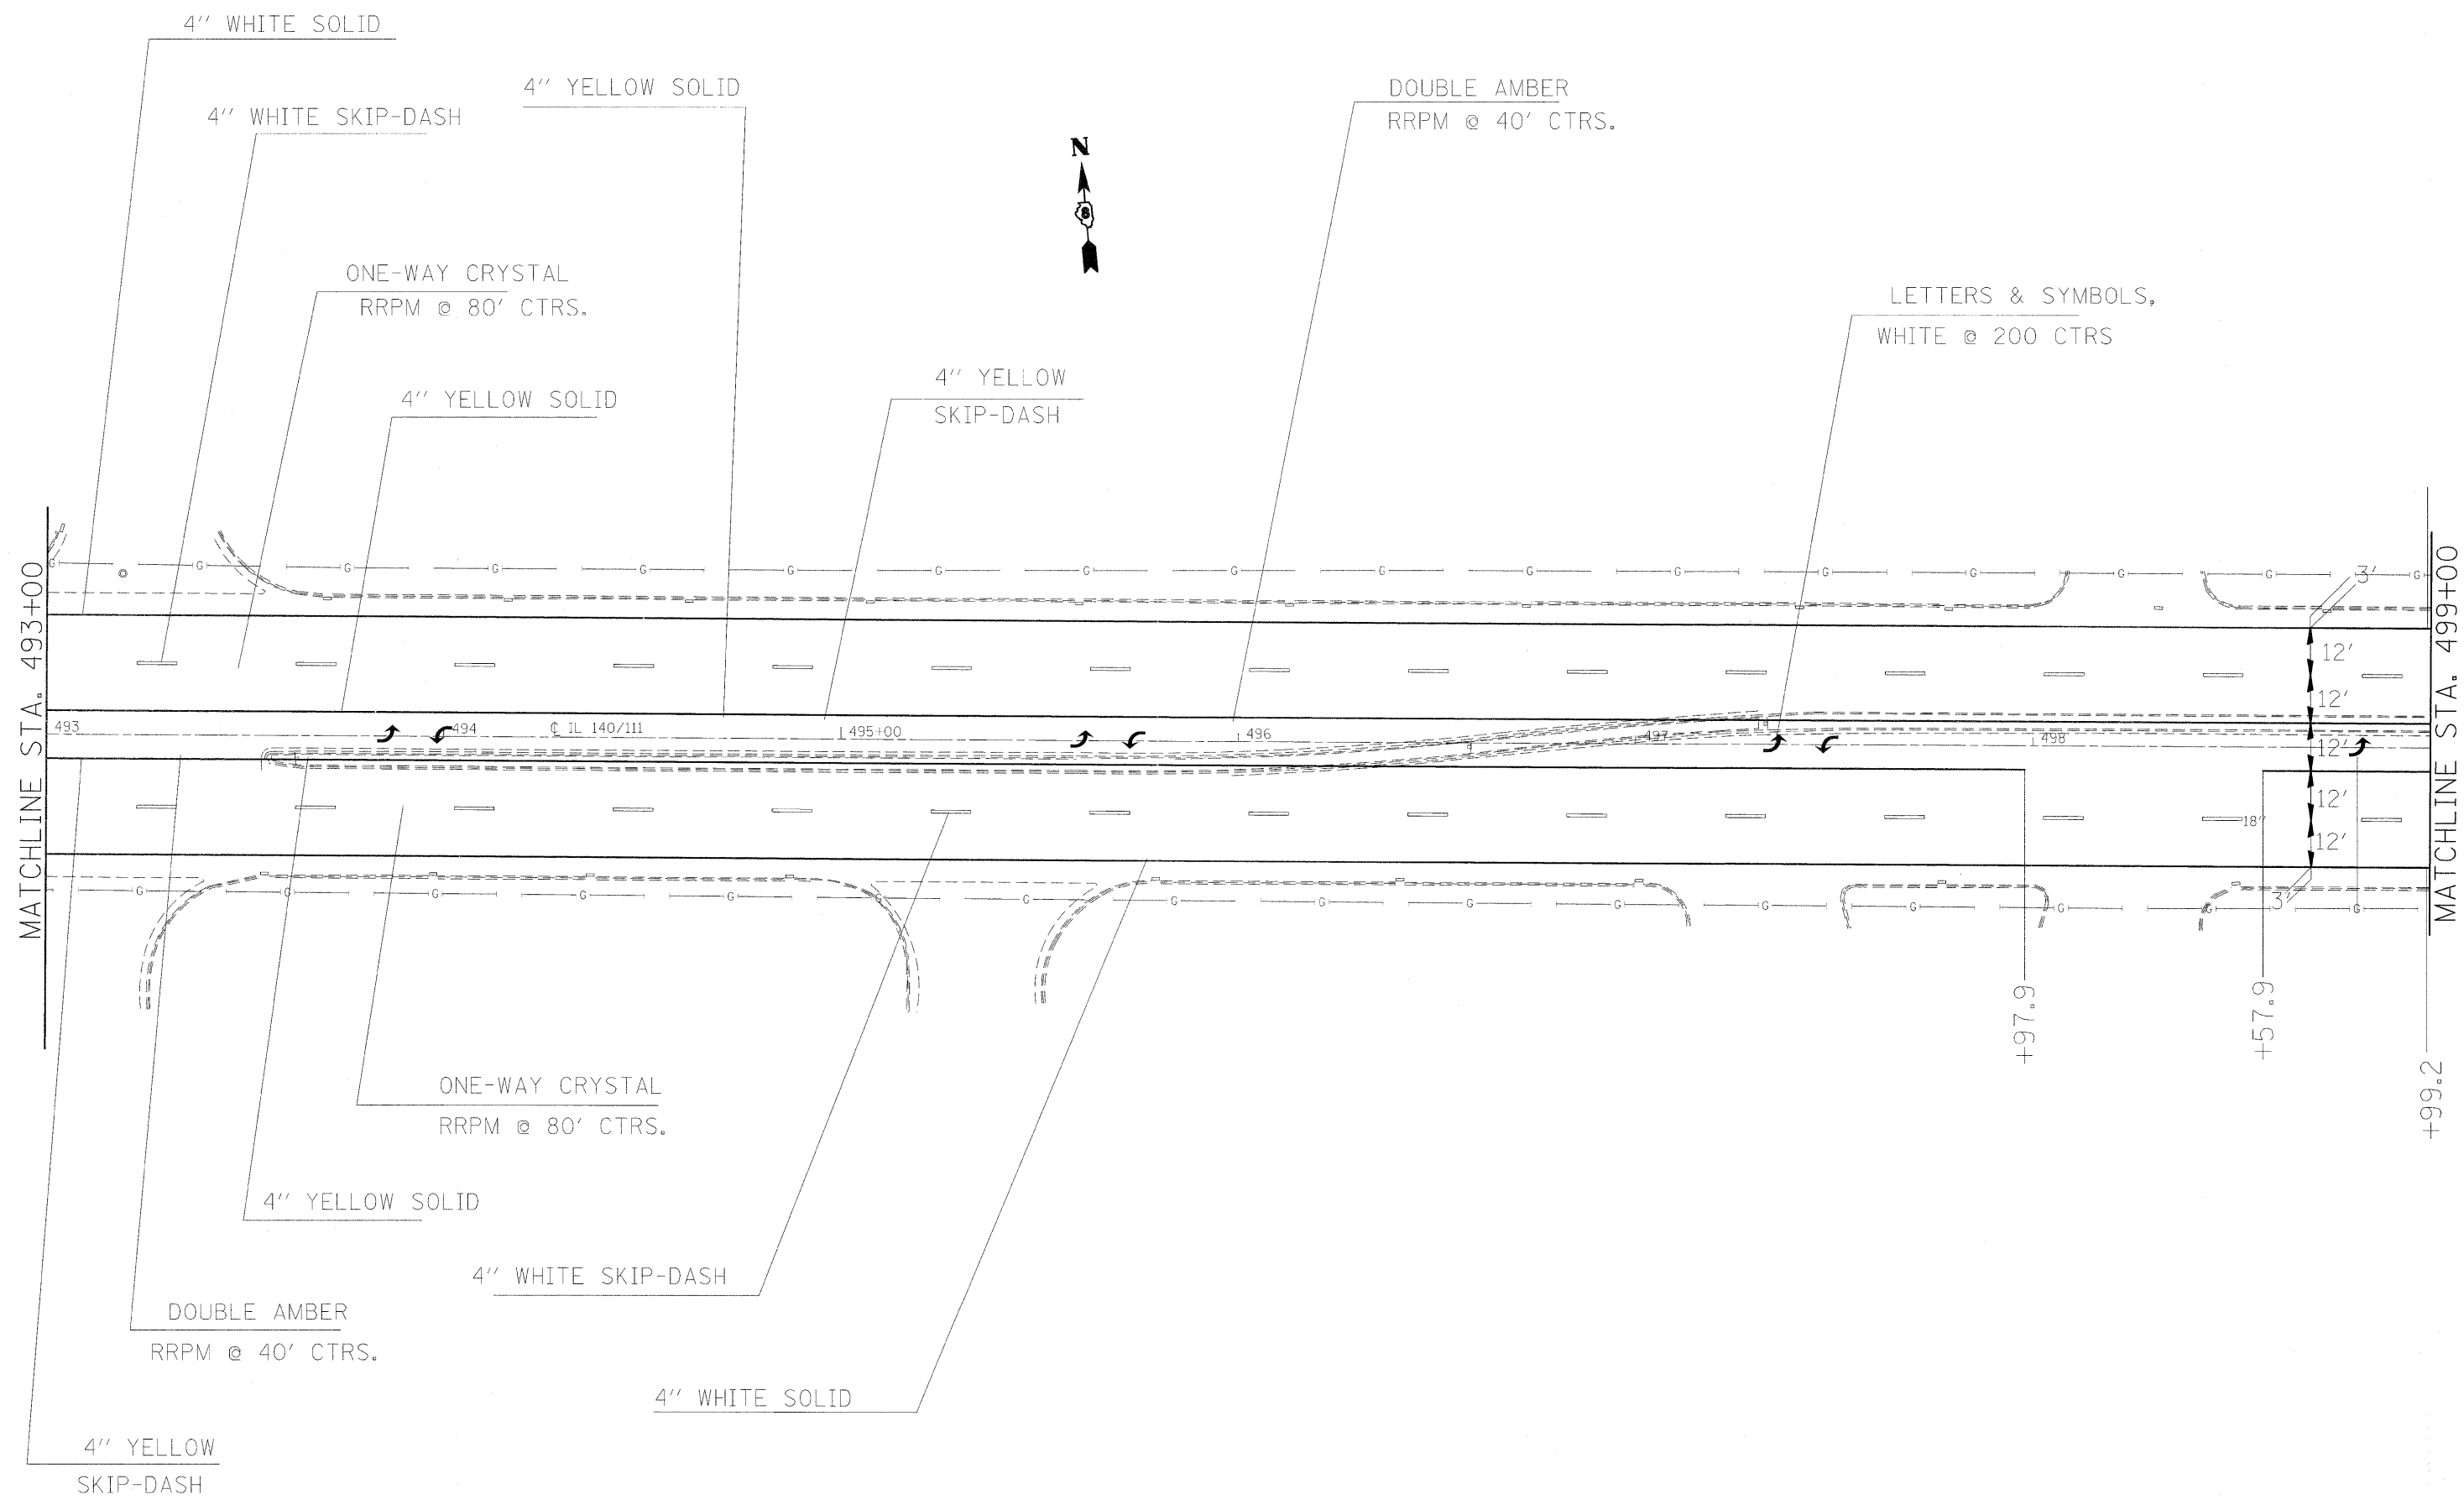 4" WHITE SOLID
4" YELLOW SOLID
DOUBLE AMBER
RRPM @ 40' CTRS.
4" WHITE SKIP-DASH
N
8
ONE-WAY CRYSTAL
RRPM @ 80' CTRS.
LETTERS & SYMBOLS,
WHITE @ 200 CTRS
4" YELLOW SOLID
4" YELLOW
SKIP-DASH
MATCHLINE STA. 493+00
G G G G G G G G G G G G G G G G G
3'
12'
12'
493
494
℄ IL 140/111
495+00
496
497
498
12'
12'
18"
12'
3'
G G G G G G G G G G G G G G G G
MATCHLINE STA. 499+00
+97.9
+57.9
+99.2
ONE-WAY CRYSTAL
RRPM @ 80' CTRS.
4" YELLOW SOLID
4" WHITE SKIP-DASH
DOUBLE AMBER
RRPM @ 40' CTRS.
4" WHITE SOLID
4" YELLOW
SKIP-DASH